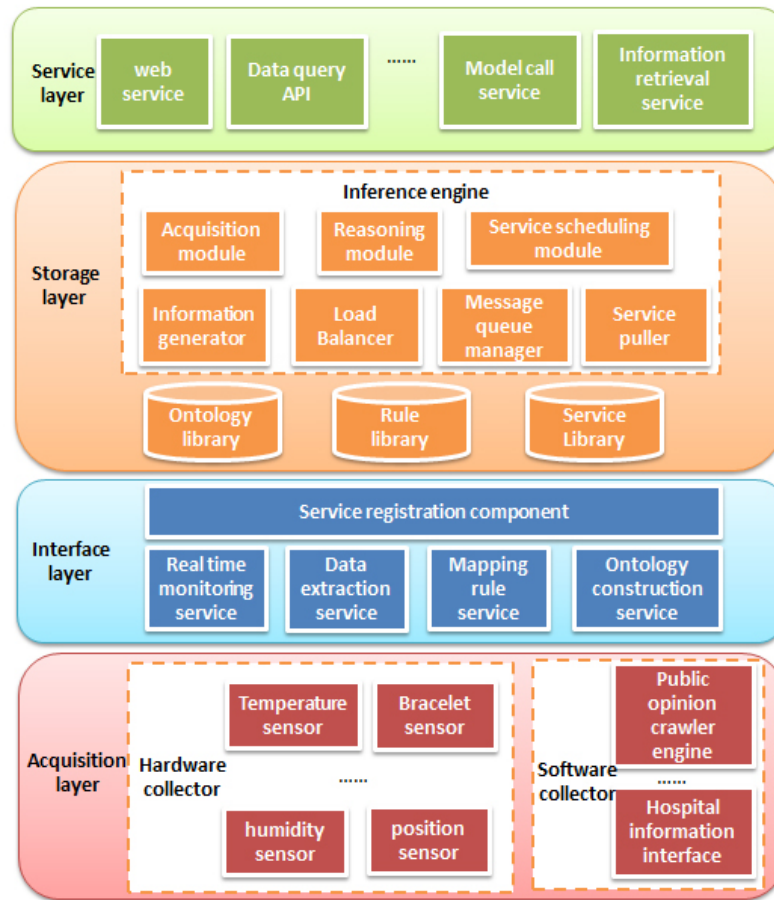 Service
layer
web
service
Data query
API
......
Model call
service
Information
retrieval
service
Storage
layer
Inference engine
Acquisition
module
Reasoning
module
Service scheduling
module
Information
generator
Load
Balancer
Message
queue
manager
Service
puller
Ontology
library
Rule
library
Service
Library
Interface
layer
Service registration component
Real time
monitoring
service
Data
extraction
service
Mapping
rule
service
Ontology
construction
service
Acquisition
layer
Hardware
collector
Temperature
sensor
Bracelet
sensor
......
humidity
sensor
position
sensor
Software
collector
Public
opinion
crawler
engine
......
Hospital
information
interface